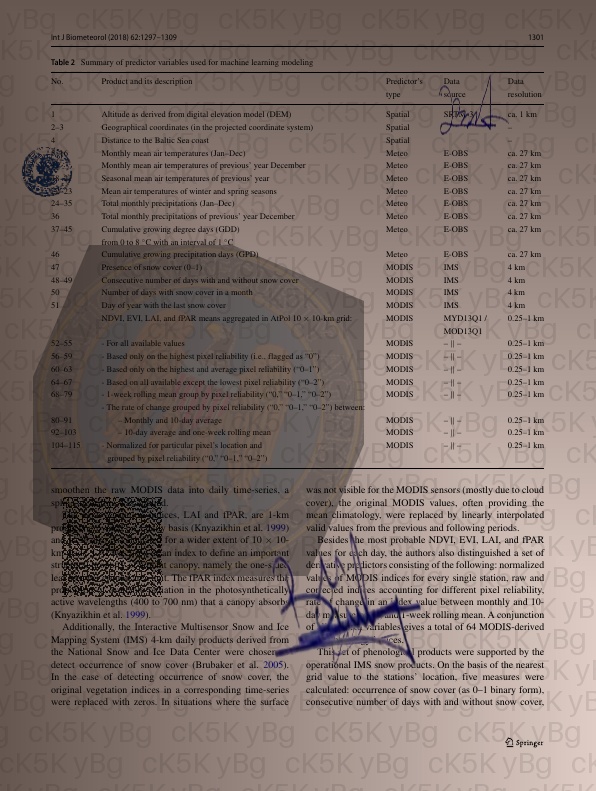 Int J Biometeorol (2018) 62:1297–1309 1301
Table 2 Summary of predictor variables used for machine learning modeling
No. Product and its description Predictor's type Data source Data resolution
1 Altitude as derived from digital elevation model (DEM) Spatial ca. 1 km
2–3 Geographical coordinates (in the projected coordinate system) Spatial –
4 Distance to the Baltic Sea coast Spatial –
Monthly mean air temperatures (Jan–Dec) Meteo E-OBS ca. 27 km
Monthly mean air temperatures of previous' year December Meteo E-OBS ca. 27 km
Seasonal mean air temperatures of previous' year Meteo E-OBS ca. 27 km
Mean air temperatures of winter and spring seasons Meteo E-OBS ca. 27 km
24–35 Total monthly precipitations (Jan–Dec) Meteo E-OBS ca. 27 km
36 Total monthly precipitations of previous' year December Meteo E-OBS ca. 27 km
37–45 Cumulative growing degree days (GDD) Meteo E-OBS ca. 27 km
from 0 to 8 °C with an interval of 1 °C
46 Cumulative growing precipitation days (GPD) Meteo E-OBS ca. 27 km
47 Presence of snow cover (0–1) MODIS IMS 4 km
48–49 Consecutive number of days with and without snow cover MODIS IMS 4 km
50 Number of days with snow cover in a month MODIS IMS 4 km
51 Day of year with the last snow cover MODIS IMS 4 km
NDVI, EVI, LAI, and fPAR means aggregated in AtPol 10 × 10-km grid: MODIS MYD13Q1 / MOD13Q1 0.25–1 km
52–55 - For all available values MODIS – || – 0.25–1 km
56–59 - Based only on the highest pixel reliability (i.e., flagged as "0") MODIS – || – 0.25–1 km
60–63 - Based only on the highest and average pixel reliability ("0–1") MODIS – || – 0.25–1 km
64–67 - Based on all available except the lowest pixel reliability ("0–2") MODIS – || – 0.25–1 km
68–79 - 1-week rolling mean group by pixel reliability ("0," "0–1," "0–2") MODIS – || – 0.25–1 km
- The rate of change grouped by pixel reliability ("0," "0–1," "0–2") between:
80–91 – Monthly and 10-day average MODIS – || – 0.25–1 km
92–103 – 10-day average and one-week rolling mean MODIS – || – 0.25–1 km
104–115 - Normalized for particular pixel's location and MODIS – || – 0.25–1 km
grouped by pixel reliability ("0," "0–1," "0–2")
smoothen the raw MODIS data into daily time-series, a
LAI and fPAR, are 1-km
basis (Knyazikhin et al. 1999)
for a wider extent of 10 × 10-
index to define an important
canopy, namely the one-sided
The fPAR index measures the
in the photosynthetically
active wavelengths (400 to 700 nm) that a canopy absorbs
(Knyazikhin et al. 1999).
Additionally, the Interactive Multisensor Snow and Ice
Mapping System (IMS) 4-km daily products derived from
the National Snow and Ice Data Center were chosen to
detect occurrence of snow cover (Brubaker et al. 2005).
In the case of detecting occurrence of snow cover, the
original vegetation indices in a corresponding time-series
were replaced with zeros. In situations where the surface
was not visible for the MODIS sensors (mostly due to cloud
cover), the original MODIS values, often providing the
mean climatology, were replaced by linearly interpolated
valid values from the previous and following periods.
Besides the most probable NDVI, EVI, LAI, and fPAR
values for each day, the authors also distinguished a set of
derivative predictors consisting of the following: normalized
values of MODIS indices for every single station, raw and
corrected indices accounting for different pixel reliability,
rate of change in index value between monthly and 10-
day means, and 1-week rolling mean. A conjunction
of variables gives a total of 64 MODIS-derived
This set of phenological products were supported by the
operational IMS snow products. On the basis of the nearest
grid value to the stations' location, five measures were
calculated: occurrence of snow cover (as 0–1 binary form),
consecutive number of days with and without snow cover,
Springer